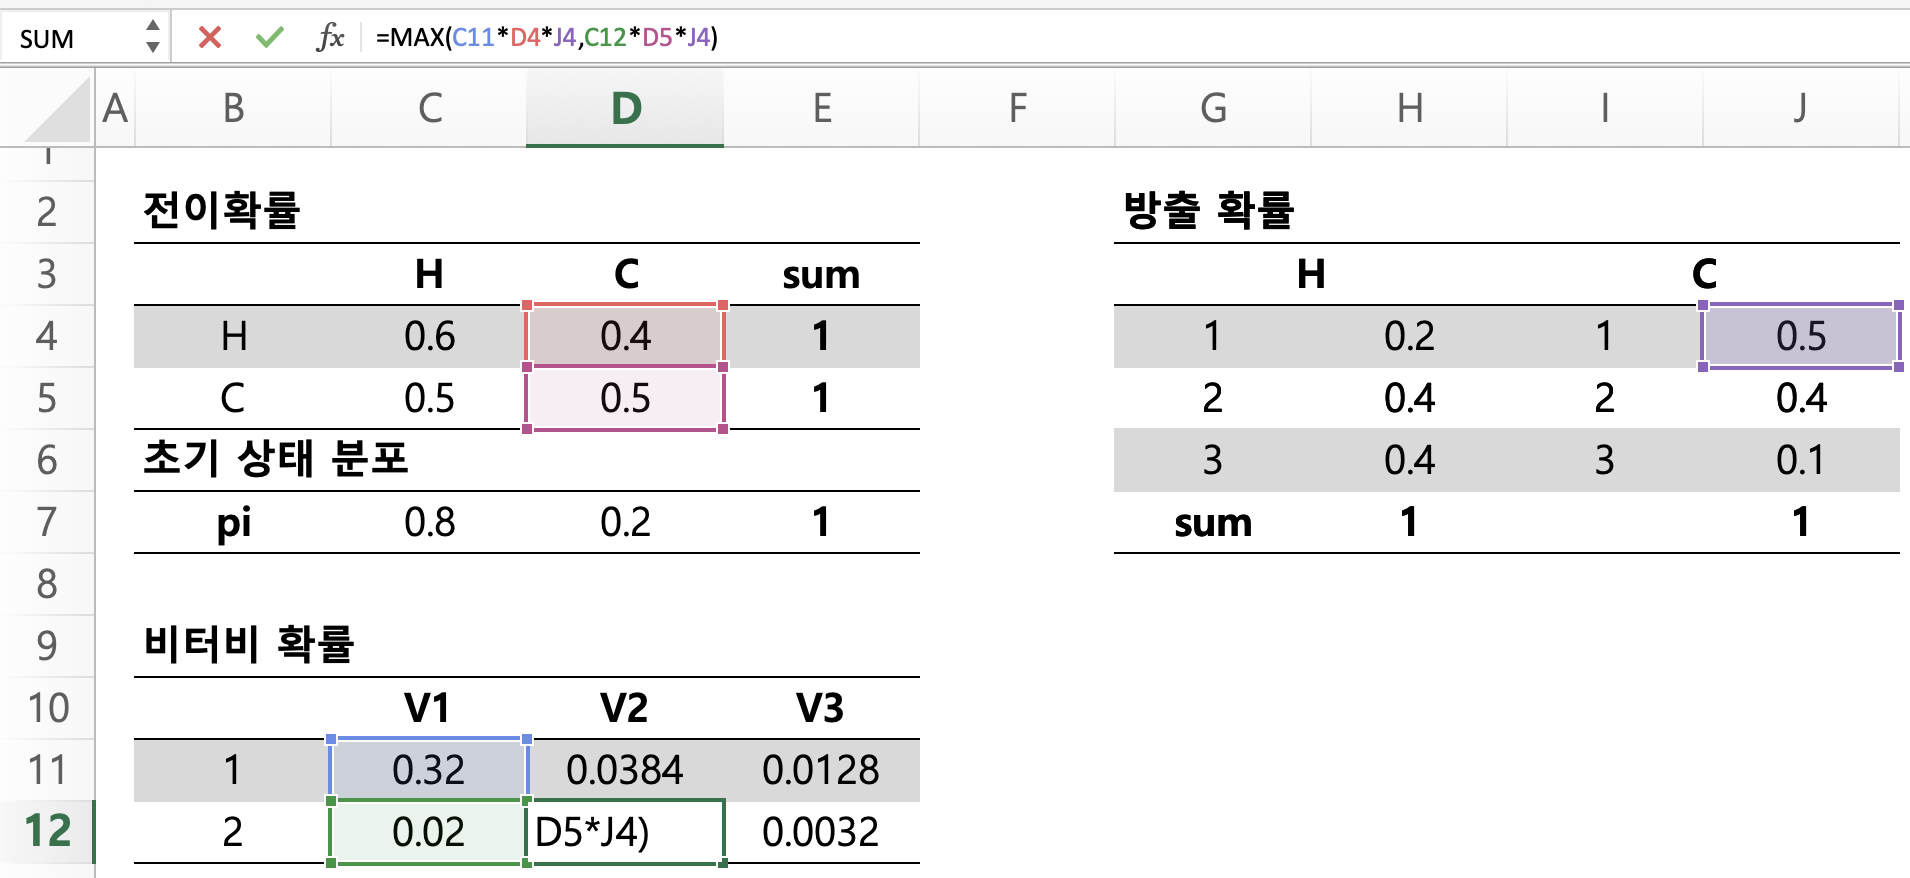 SUM fx =MAX(C11*D4*J4,C12*D5*J4)
A B C D E F G H I J
1
2 전이확률 방출 확률
3 H C sum H C
4 H 0.6 0.4 1 1 0.2 1 0.5
5 C 0.5 0.5 1 2 0.4 2 0.4
6 초기 상태 분포 3 0.4 3 0.1
7 pi 0.8 0.2 1 sum 1 1
8
9 비터비 확률
10 V1 V2 V3
11 1 0.32 0.0384 0.0128
12 2 0.02 D5*J4) 0.0032